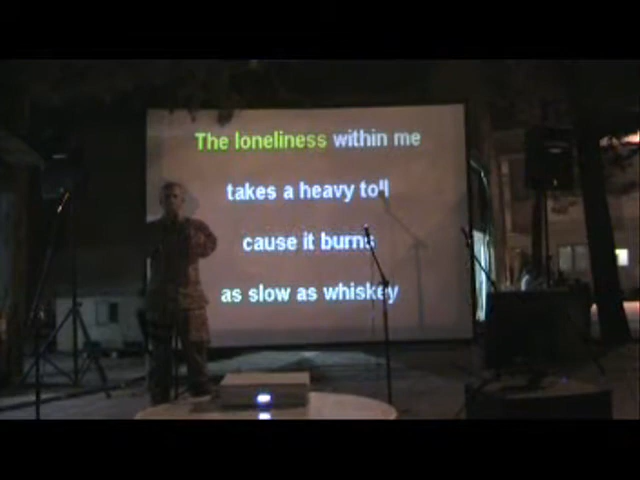 The loneliness within me
takes a heavy toll
cause it burns
as slow as whiskey